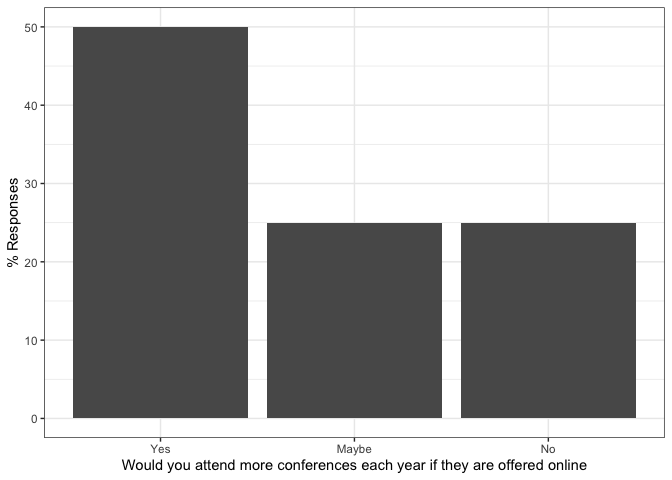 % Responses
50
40
30
20
10
0
Yes Maybe No
Would you attend more conferences each year if they are offered online